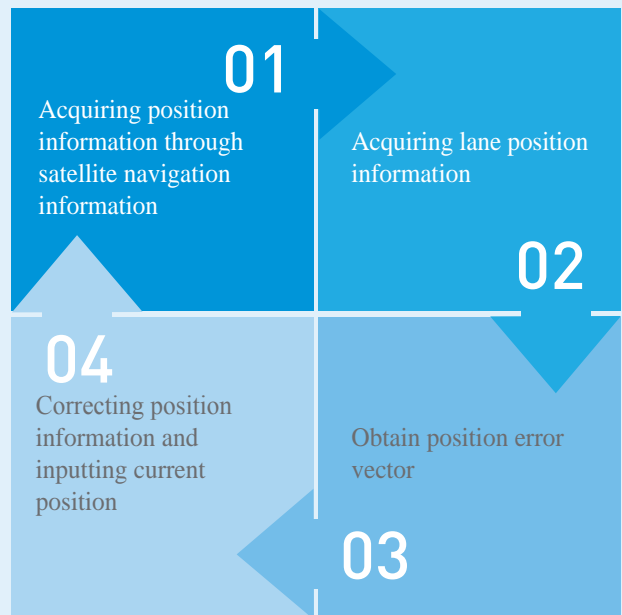 01
Acquiring position
information through
satellite navigation
information
Acquiring lane position
information
02
Obtain position error
vector
03
04
Correcting position
information and
inputting current
position